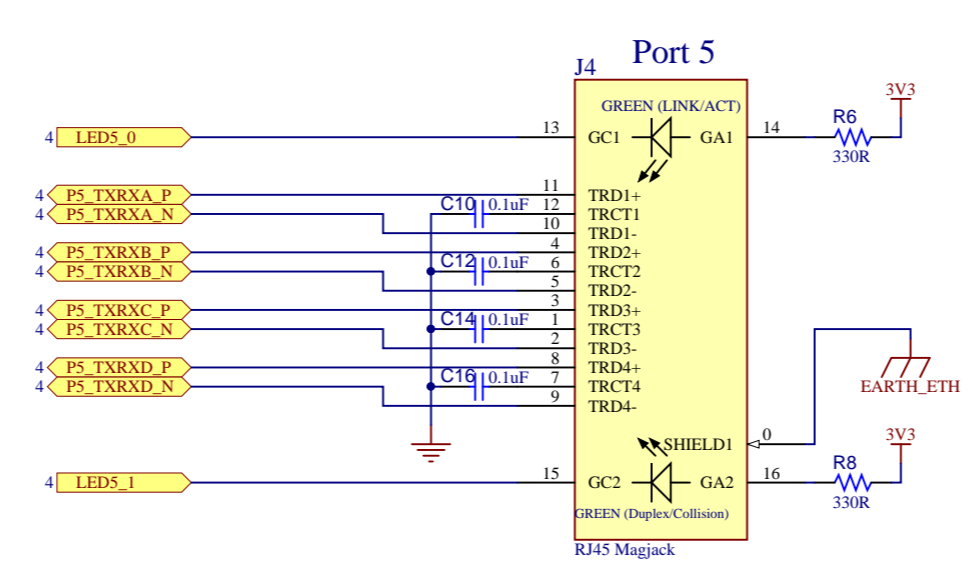 Port 5
J4
GREEN (LINK/ACT)
3V3
4 LED5_0 13 GC1 GA1 14 R6
330R
4 P5_TXRXA_P 11 TRD1+
4 P5_TXRXA_N C10 0.1uF 12 TRCT1
10 TRD1-
4 P5_TXRXB_P 4 TRD2+
4 P5_TXRXB_N C12 0.1uF 6 TRCT2
5 TRD2-
4 P5_TXRXC_P 3 TRD3+
4 P5_TXRXC_N C14 0.1uF 1 TRCT3
2 TRD3-
4 P5_TXRXD_P 8 TRD4+
4 P5_TXRXD_N C16 0.1uF 7 TRCT4
9 TRD4-
EARTH_ETH
SHIELD1 0
3V3
4 LED5_1 15 GC2 GA2 16 R8
330R
GREEN (Duplex/Collision)
RJ45 Magjack